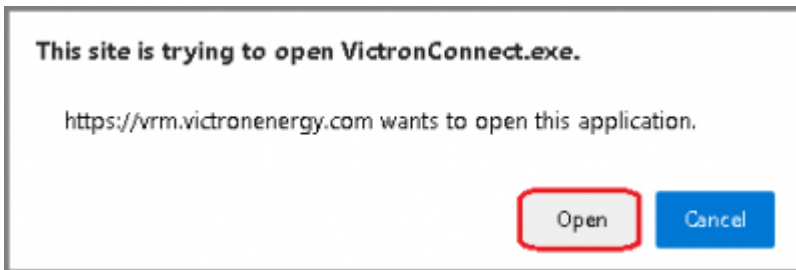 This site is trying to open VictronConnect.exe.
https://vrm.victronenergy.com wants to open this application.
Open Cancel